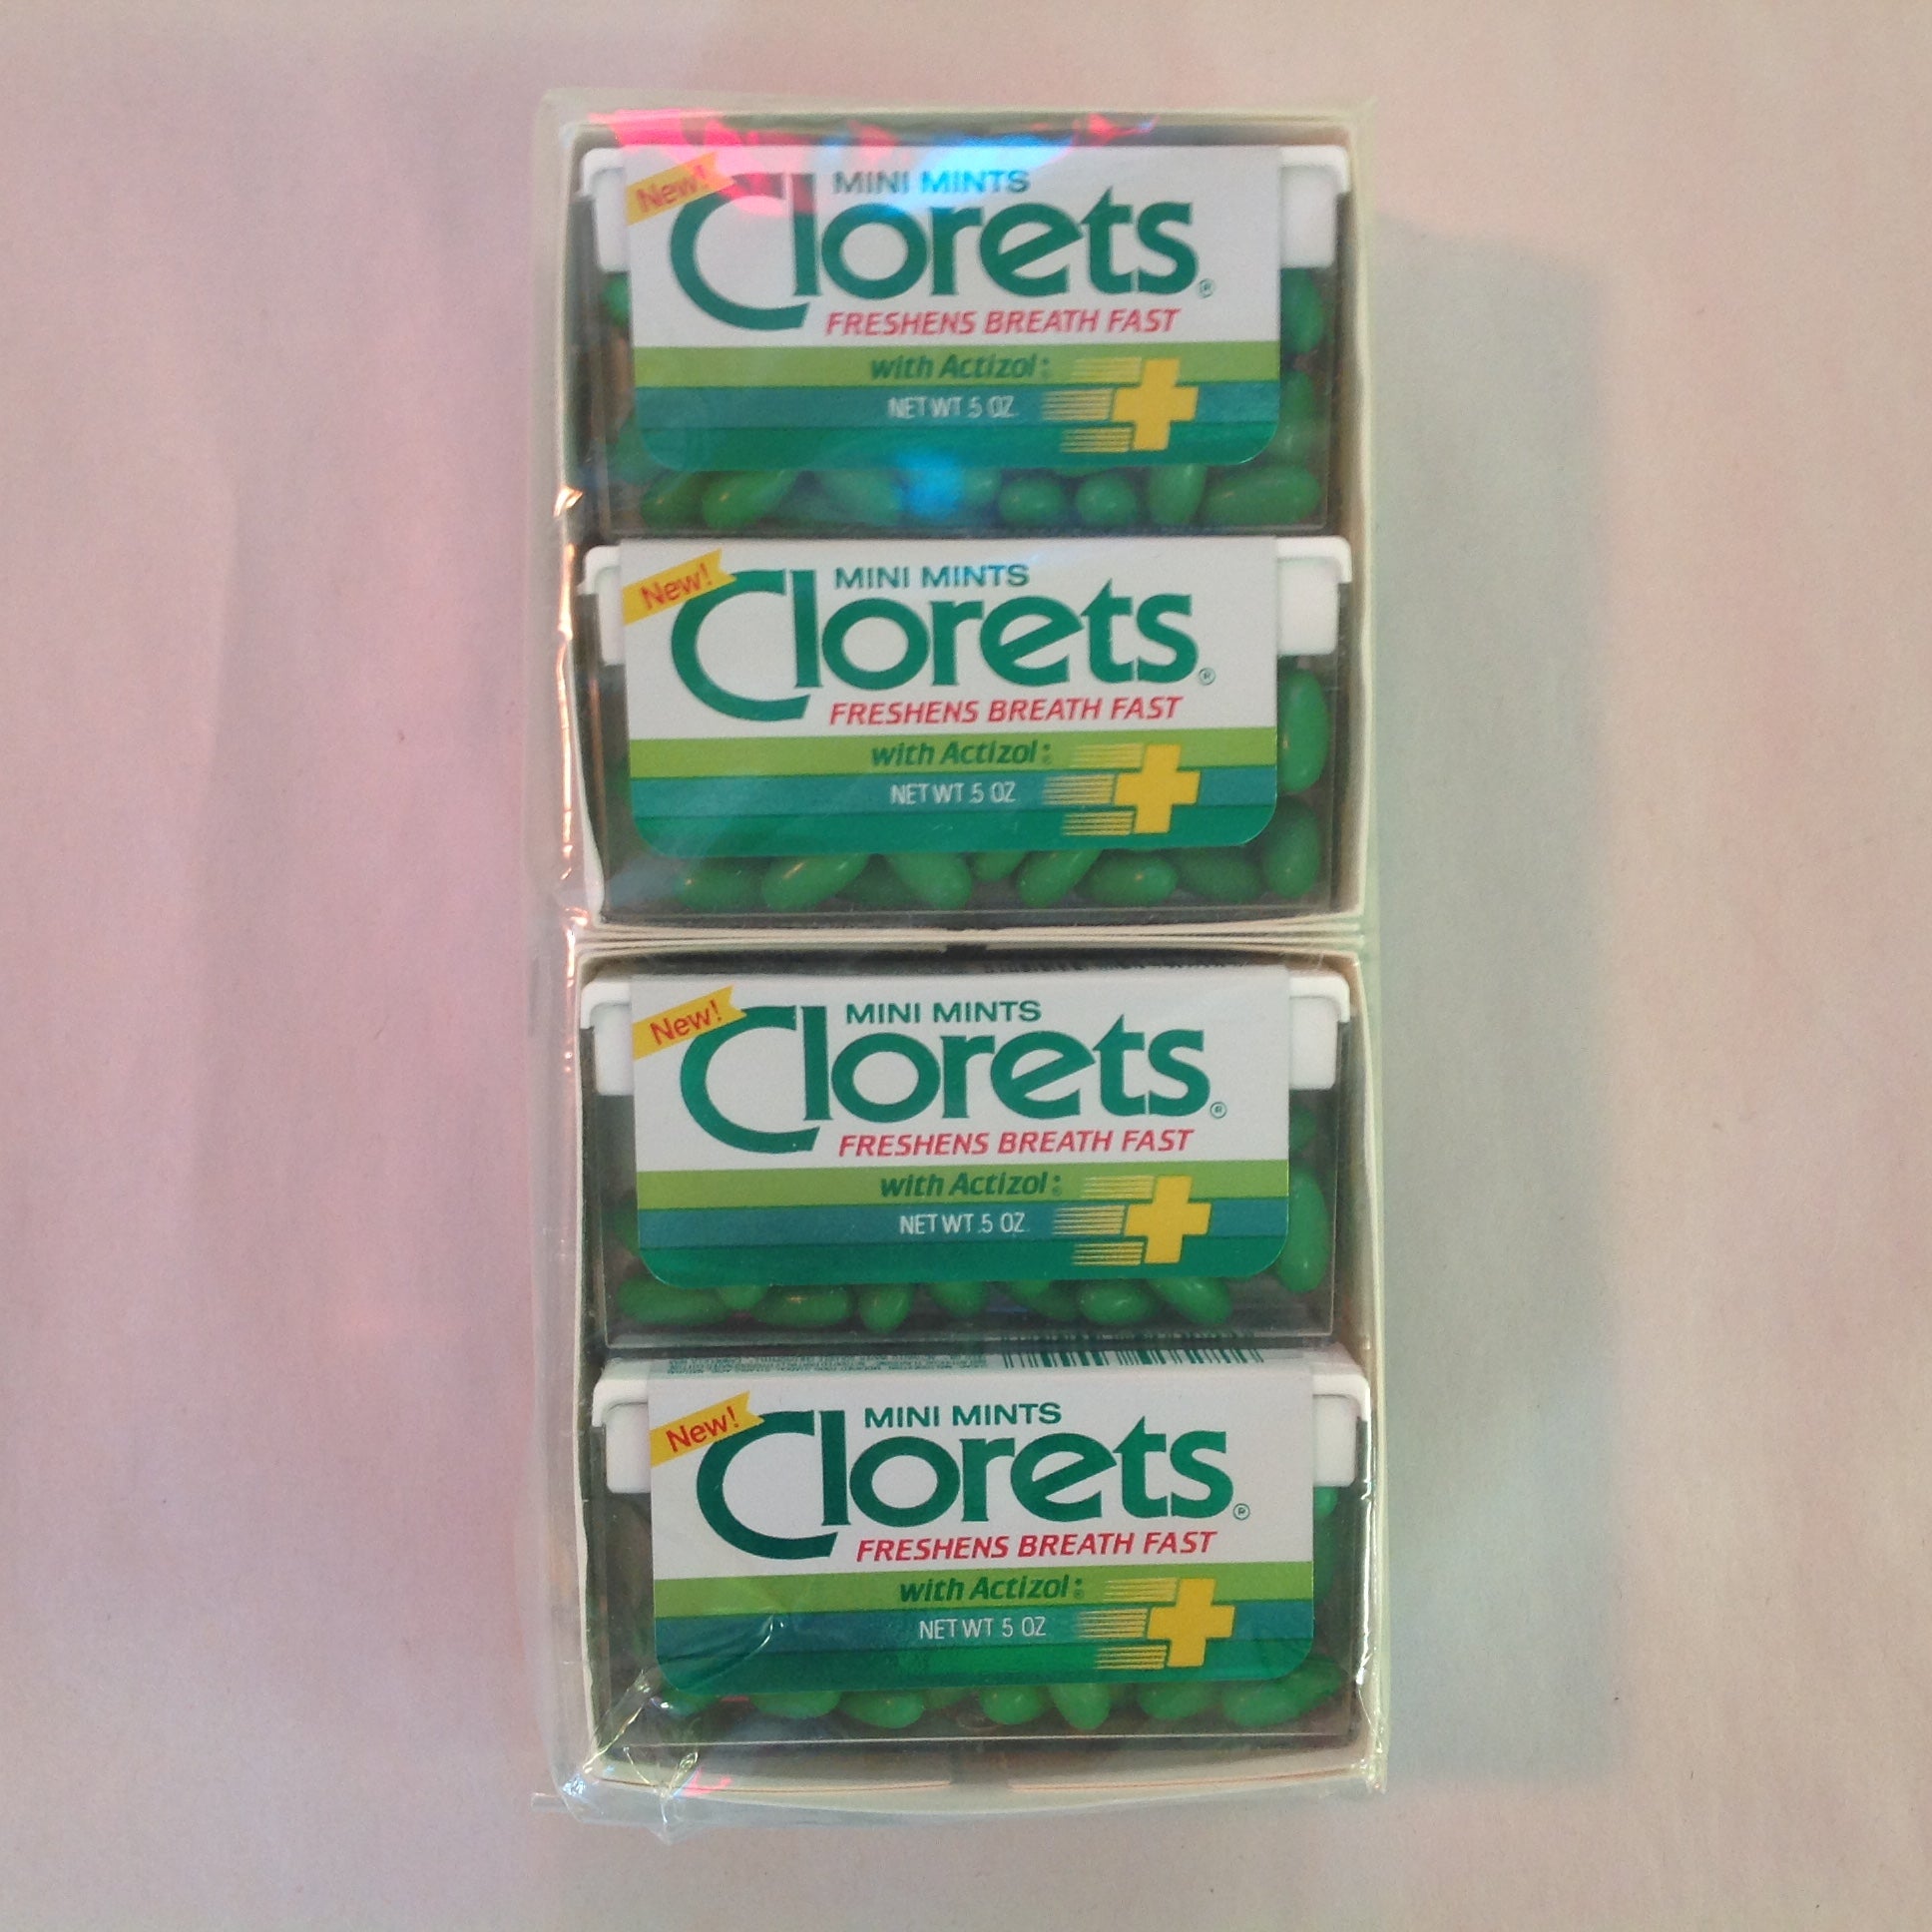 New!
MINI MINTS
Clorets®
FRESHENS BREATH FAST
with Actizol®
NET WT .5 OZ.
New!
MINI MINTS
Clorets®
FRESHENS BREATH FAST
with Actizol®
NET WT .5 OZ
New!
MINI MINTS
Clorets®
FRESHENS BREATH FAST
with Actizol®
NET WT .5 OZ.
New!
MINI MINTS
Clorets®
FRESHENS BREATH FAST
with Actizol®
NET WT .5 OZ